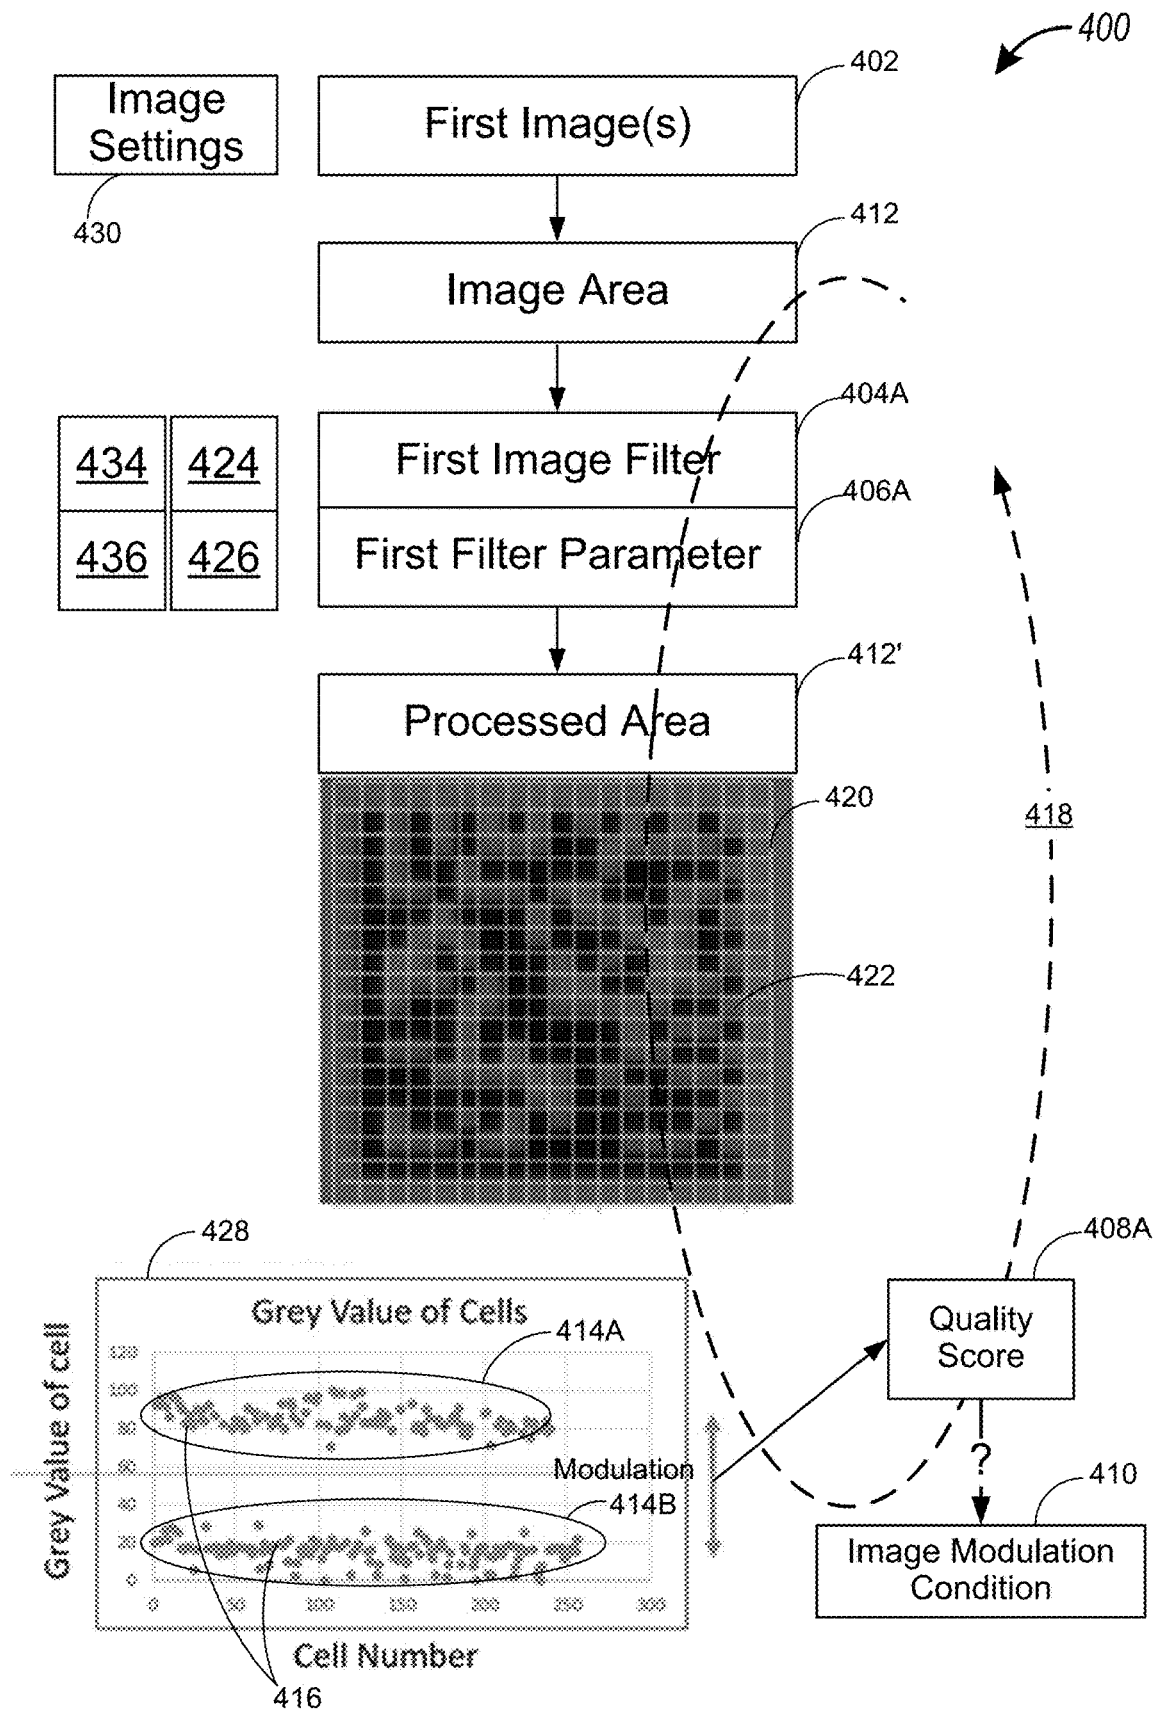 400
402
Image
Settings
First Image(s)
430
412
Image Area
404A
434 424
First Image Filter
406A
436 426
First Filter Parameter
412'
Processed Area
420
418
422
428
408A
Grey Value of Cells
414A
Quality
Score
Grey Value of cell
120
100
80
60
40
20
0
Modulation
414B
?
410
Image Modulation
Condition
0 50 100 150 200 250 300
Cell Number
416